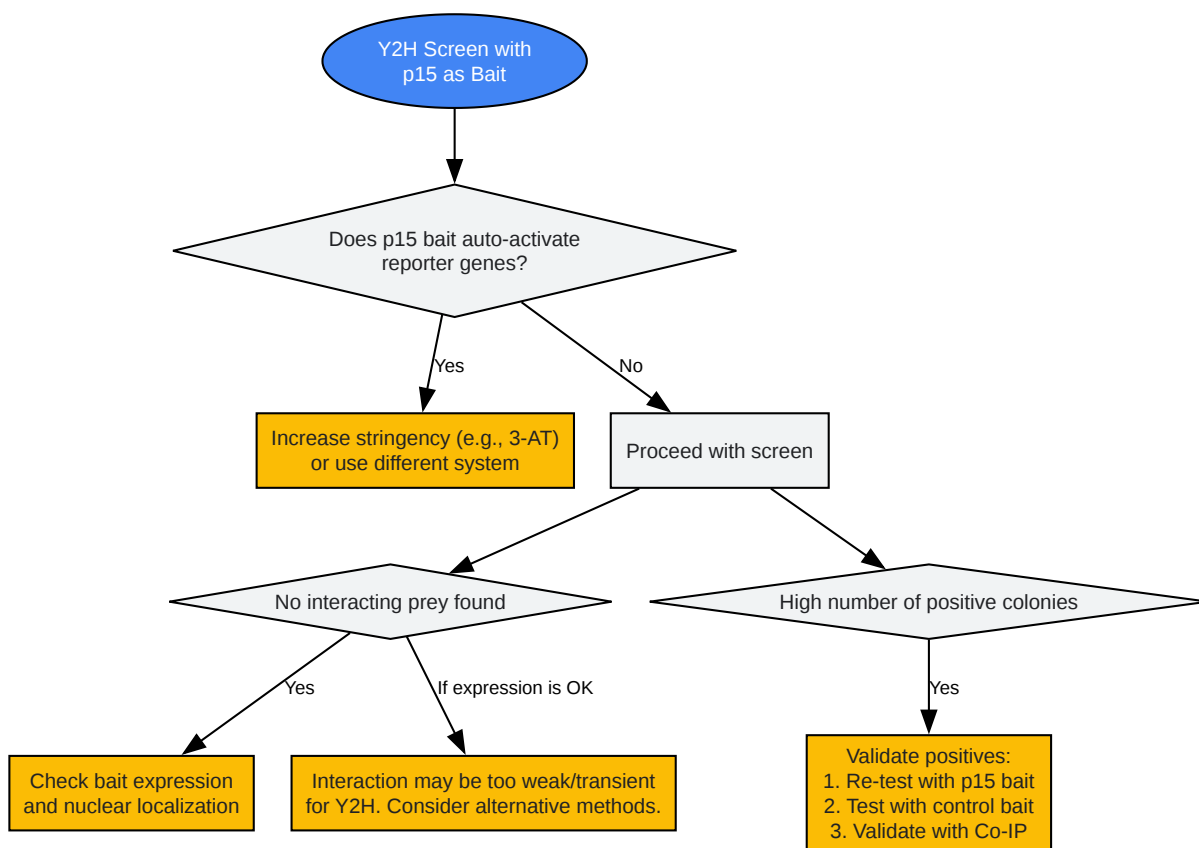 Y2H Screen with
p15 as Bait
Does p15 bait auto-activate
reporter genes?
Yes
No
Increase stringency (e.g., 3-AT)
or use different system
Proceed with screen
No interacting prey found
High number of positive colonies
Yes
If expression is OK
Yes
Check bait expression
and nuclear localization
Interaction may be too weak/transient
for Y2H. Consider alternative methods.
Validate positives:
1. Re-test with p15 bait
2. Test with control bait
3. Validate with Co-IP